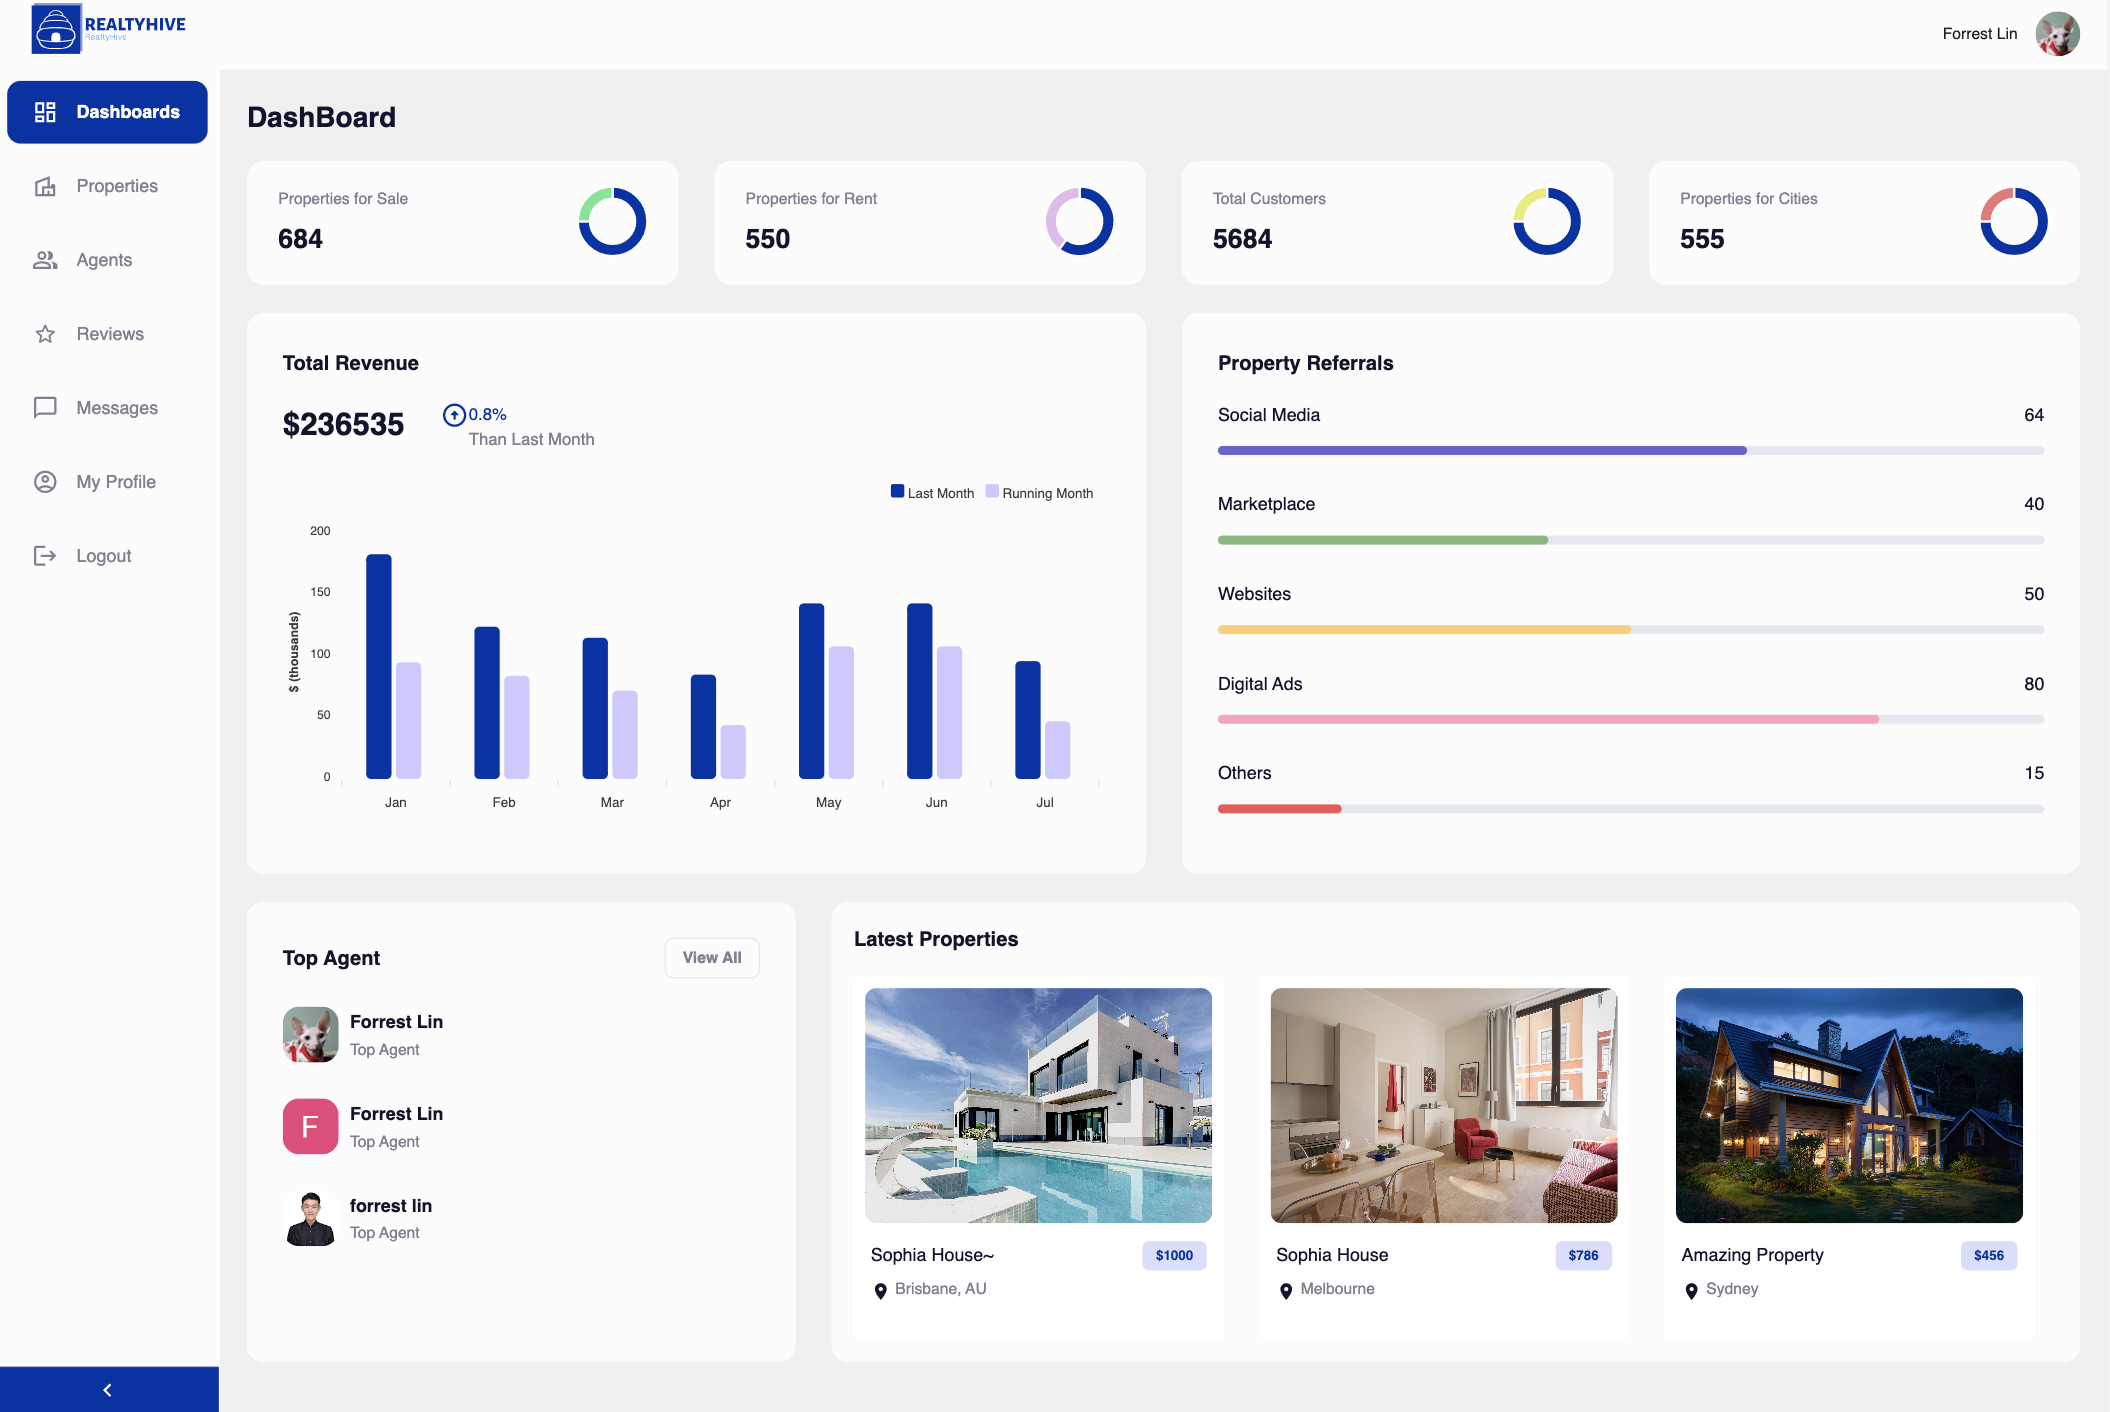 REALTYHIVE
RealtyHive
Forrest Lin
Dashboards
Properties
Agents
Reviews
Messages
My Profile
Logout
DashBoard
Properties for Sale
684
Properties for Rent
550
Total Customers
5684
Properties for Cities
555
Total Revenue
$236535
0.8%
Than Last Month
Last Month
Running Month
200
150
100
50
0
$ (thousands)
Jan
Feb
Mar
Apr
May
Jun
Jul
Property Referrals
Social Media
64
Marketplace
40
Websites
50
Digital Ads
80
Others
15
Top Agent
View All
Forrest Lin
Top Agent
F
Forrest Lin
Top Agent
forrest lin
Top Agent
Latest Properties
Sophia House~
$1000
Brisbane, AU
Sophia House
$786
Melbourne
Amazing Property
$456
Sydney